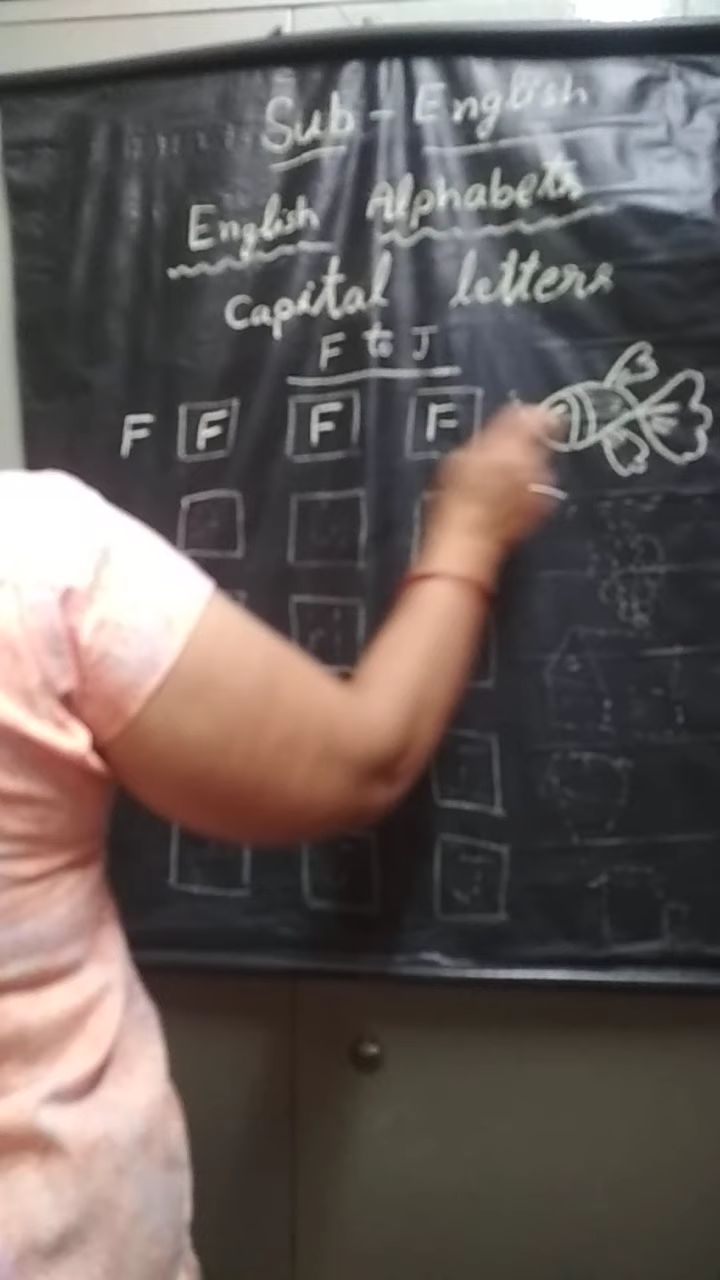 Sub - English
English Alphabets
Capital letters
F to J
F F F F